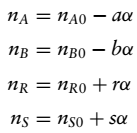 n_A = n_{A0} − aα
n_B = n_{B0} − bα
n_R = n_{R0} + rα
n_S = n_{S0} + sα